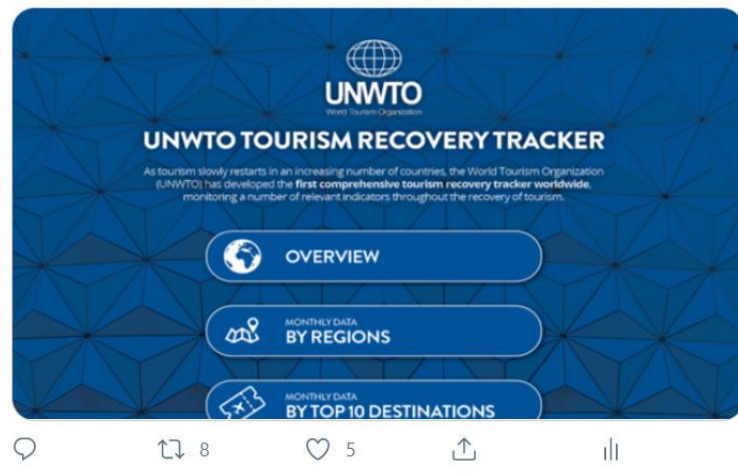 UNWTO
World Tourism Organization
UNWTO TOURISM RECOVERY TRACKER
As tourism slowly restarts in an increasing number of countries, the World Tourism Organization
(UNWTO) has developed the first comprehensive tourism recovery tracker worldwide,
monitoring a number of relevant indicators throughout the recovery of tourism.
OVERVIEW
MONTHLY DATA
BY REGIONS
MONTHLY DATA
BY TOP 10 DESTINATIONS
8
5